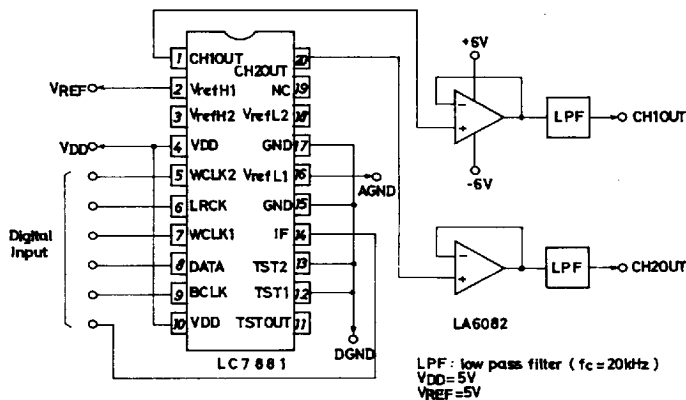 1 CH1OUT
CH2OUT 20
VREF
2 VrefH1
NC 19
3 VrefH2
VrefL2 18
VDD
4 VDD
GND 17
5 WCLK2
VrefL1 16
AGND
6 LRCK
GND 15
Digital
Input
7 WCLK1
IF 14
8 DATA
TST2 13
9 BCLK
TST1 12
10 VDD
TSTOUT 11
DGND
LC7881
+6V
−
+
-6V
LPF
CH1OUT
−
+
LPF
CH2OUT
LA6082
LPF : low pass filter ( fc = 20kHz )
VDD=5V
VREF=5V